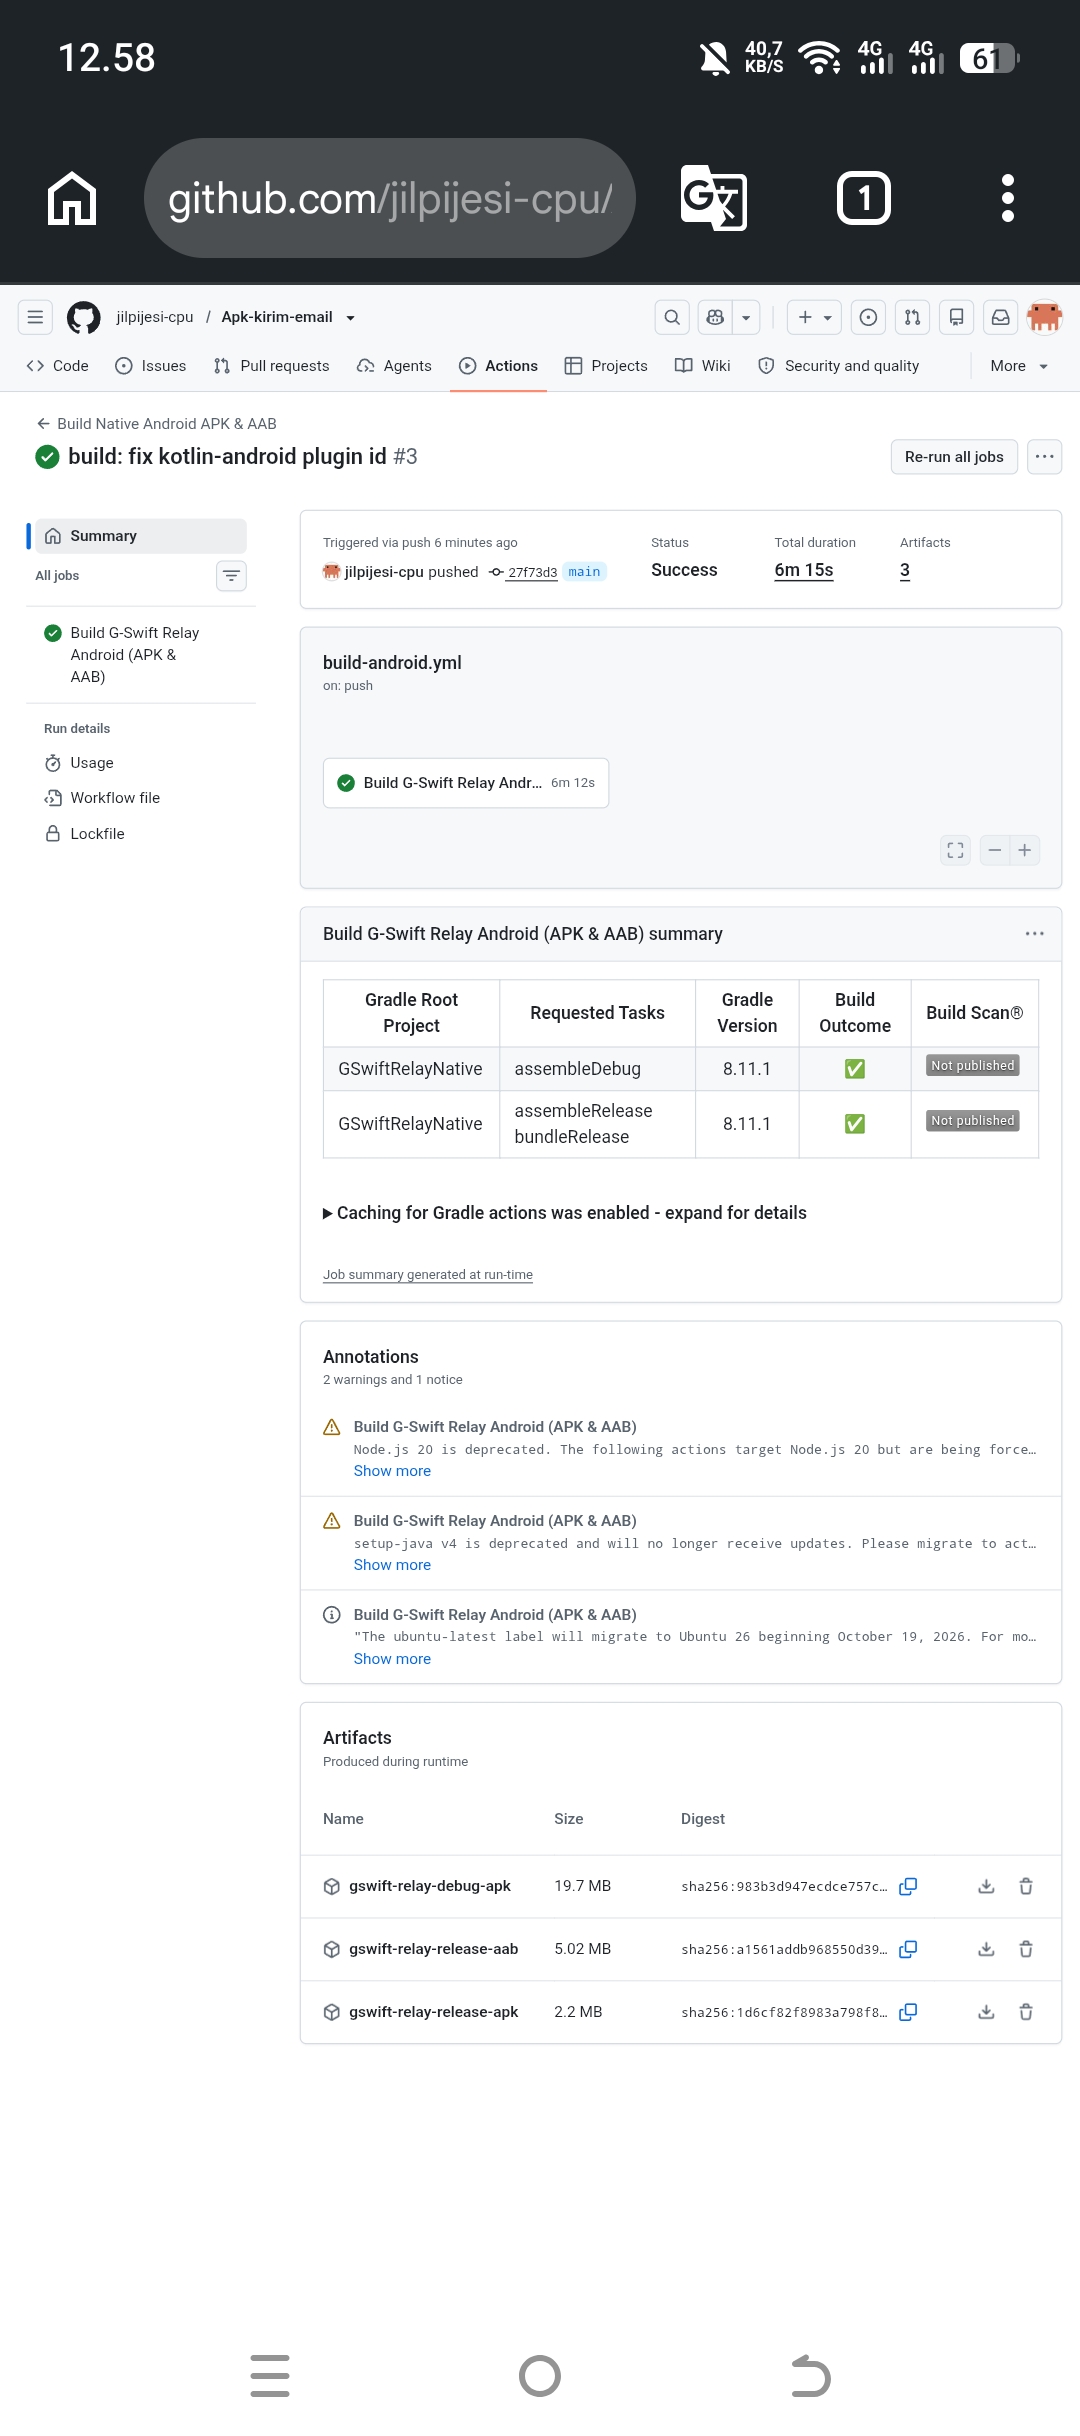 12.58
40,7
KB/S
4G
4G
61
github.com/jilpijesi-cpu/
1
jilpijesi-cpu / Apk-kirim-email
Code
Issues
Pull requests
Agents
Actions
Projects
Wiki
Security and quality
More
Build Native Android APK & AAB
build: fix kotlin-android plugin id #3
Re-run all jobs
Summary
All jobs
Build G-Swift Relay
Android (APK &
AAB)
Run details
Usage
Workflow file
Lockfile
Triggered via push 6 minutes ago
jilpijesi-cpu pushed 27f73d3 main
Status
Success
Total duration
6m 15s
Artifacts
3
build-android.yml
on: push
Build G-Swift Relay Andr... 6m 12s
Build G-Swift Relay Android (APK & AAB) summary
Gradle Root
Project
Requested Tasks
Gradle
Version
Build
Outcome
Build Scan®
GSwiftRelayNative
assembleDebug
8.11.1
Not published
GSwiftRelayNative
assembleRelease
bundleRelease
8.11.1
Not published
Caching for Gradle actions was enabled - expand for details
Job summary generated at run-time
Annotations
2 warnings and 1 notice
Build G-Swift Relay Android (APK & AAB)
Node.js 20 is deprecated. The following actions target Node.js 20 but are being force…
Show more
Build G-Swift Relay Android (APK & AAB)
setup-java v4 is deprecated and will no longer receive updates. Please migrate to act…
Show more
Build G-Swift Relay Android (APK & AAB)
"The ubuntu-latest label will migrate to Ubuntu 26 beginning October 19, 2026. For mo…
Show more
Artifacts
Produced during runtime
Name
Size
Digest
gswift-relay-debug-apk
19.7 MB
sha256:983b3d947ecdce757c…
gswift-relay-release-aab
5.02 MB
sha256:a1561addb968550d39…
gswift-relay-release-apk
2.2 MB
sha256:1d6cf82f8983a798f8…